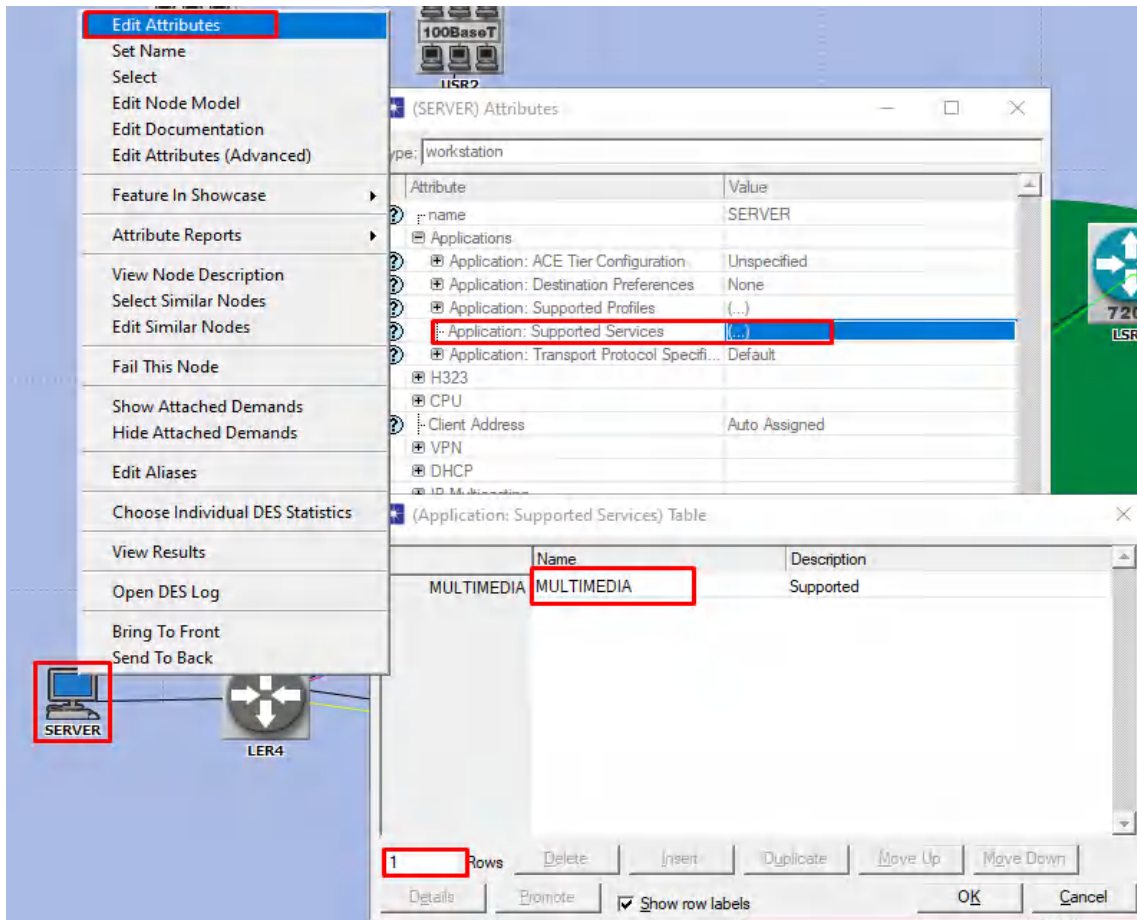 Edit Attributes
Set Name
Select
Edit Node Model
Edit Documentation
Edit Attributes (Advanced)
Feature In Showcase
Attribute Reports
View Node Description
Select Similar Nodes
Edit Similar Nodes
Fail This Node
Show Attached Demands
Hide Attached Demands
Edit Aliases
Choose Individual DES Statistics
View Results
Open DES Log
Bring To Front
Send To Back
SERVER
LER4
100BaseT
USR2
(SERVER) Attributes
ype: workstation
Attribute Value
name SERVER
Applications
Application: ACE Tier Configuration Unspecified
Application: Destination Preferences None
Application: Supported Profiles (...)
Application: Supported Services (...)
Application: Transport Protocol Specifi... Default
H323
CPU
Client Address Auto Assigned
VPN
DHCP
IP Multicasting
720
LSR
(Application: Supported Services) Table
Name Description
MULTIMEDIA MULTIMEDIA Supported
1 Rows Delete Insert Duplicate Move Up Move Down
Details Promote Show row labels OK Cancel